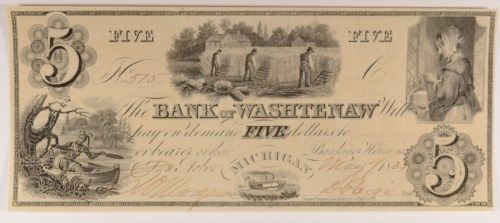 FIVE FIVE
5
No. 515 C
The BANK OF WASHTENAW Will
pay on demand FIVE dollars to
or bearer at their Banking House in
Ann Arbor
MICHIGAN
5